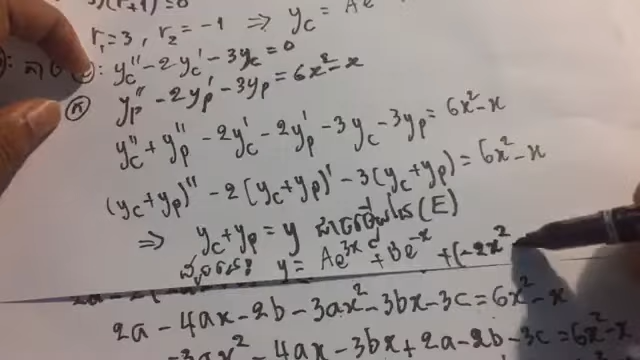 )(r+1)=0
r₁=3, r₂=-1 ⇒ y_c = Ae
y_c'' - 2y_c' - 3y_c = 0
y_p'' - 2y_p' - 3y_p = 6x² - x
y_c'' + y_p'' - 2y_c' - 2y_p' - 3y_c - 3y_p = 6x² - x
(y_c+y_p)'' - 2(y_c+y_p)' - 3(y_c+y_p) = 6x² - x
⇒ y_c+y_p = y (E)
y = Ae^{3x} + Be^{-x} + (-2x²
2a - 4ax - 2b - 3ax² - 3bx - 3c = 6x² - x
-3ax² - 4ax - 3bx + 2a - 2b - 3c = 6x² - x